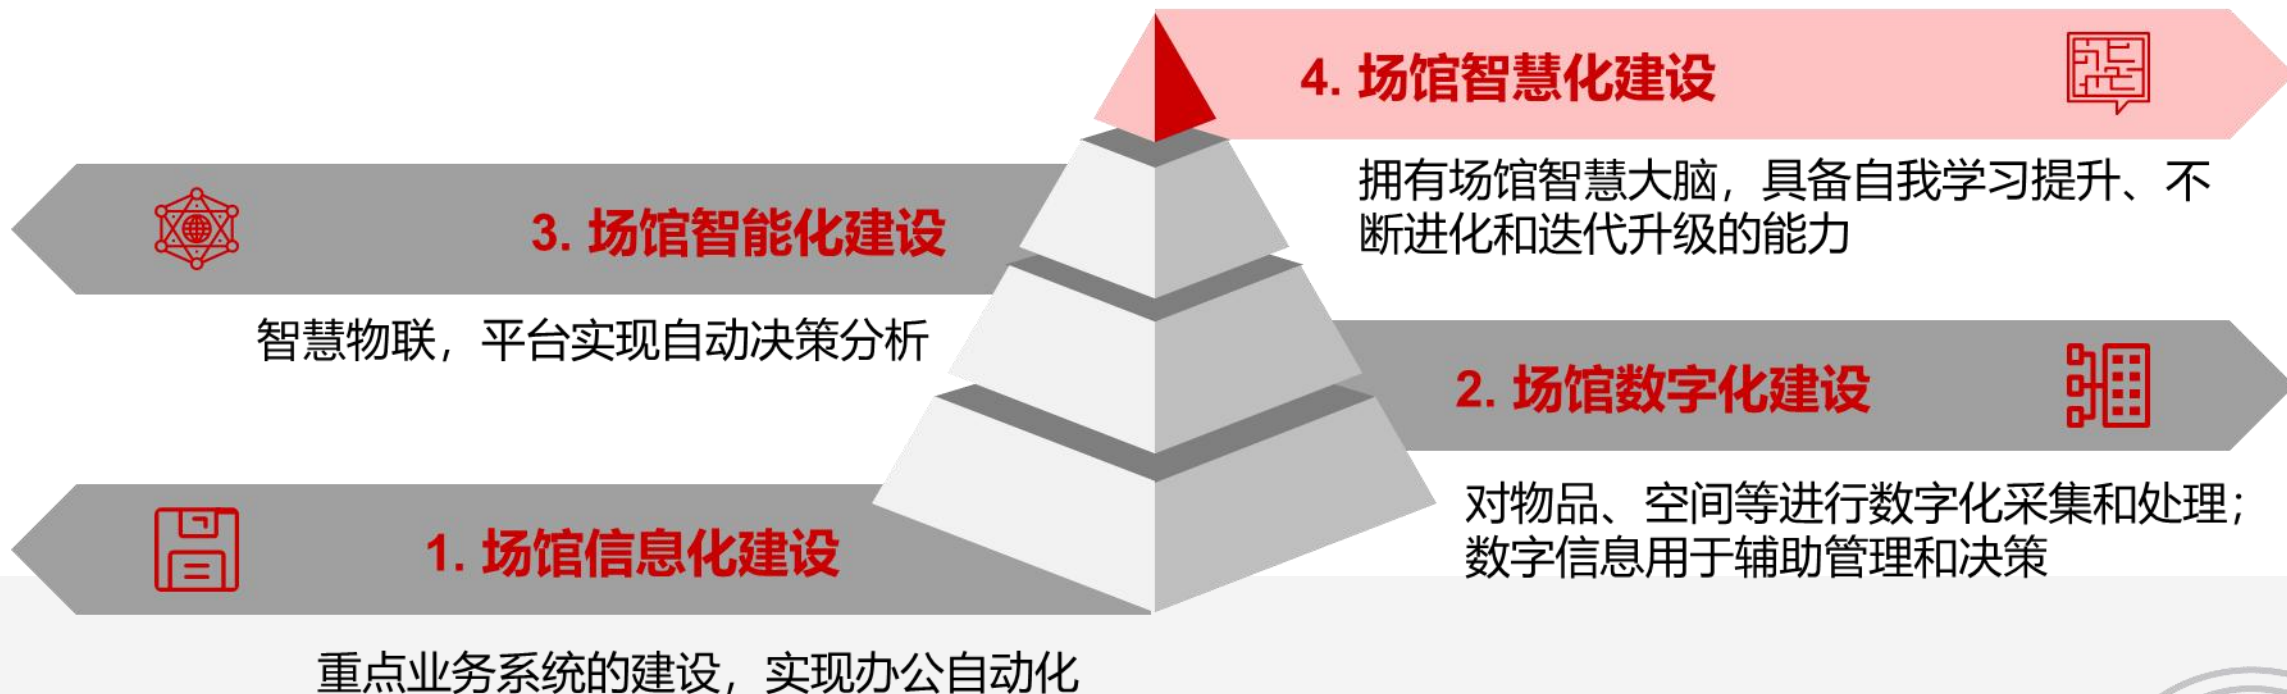 4. 场馆智慧化建设
拥有场馆智慧大脑，具备自我学习提升、不
断进化和迭代升级的能力
3. 场馆智能化建设
智慧物联，平台实现自动决策分析
2. 场馆数字化建设
对物品、空间等进行数字化采集和处理；
数字信息用于辅助管理和决策
1. 场馆信息化建设
重点业务系统的建设，实现办公自动化